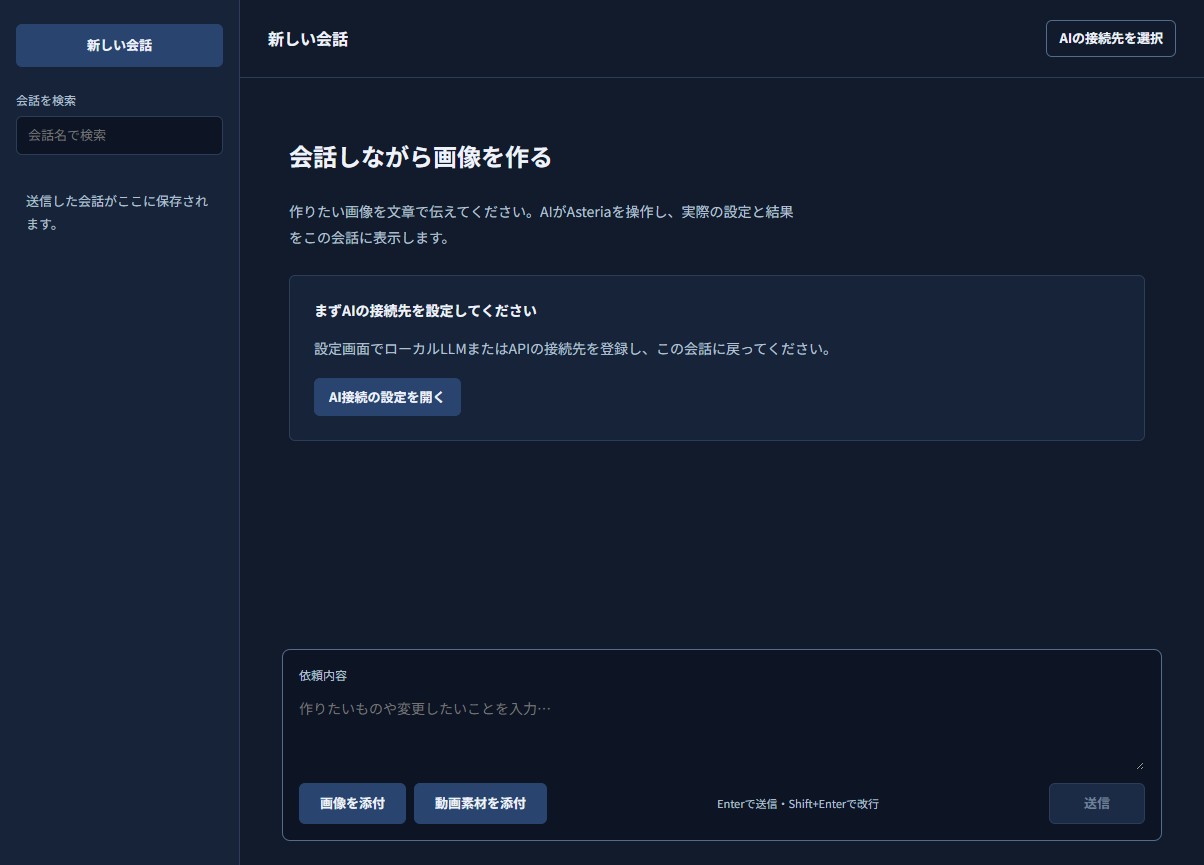 新しい会話
会話を検索
会話名で検索
送信した会話がここに保存され
ます。
新しい会話
AIの接続先を選択
会話しながら画像を作る
作りたい画像を文章で伝えてください。AIがAsteriaを操作し、実際の設定と結果
をこの会話に表示します。
まずAIの接続先を設定してください
設定画面でローカルLLMまたはAPIの接続先を登録し、この会話に戻ってください。
AI接続の設定を開く
依頼内容
作りたいものや変更したいことを入力…
画像を添付
動画素材を添付
Enterで送信・Shift+Enterで改行
送信